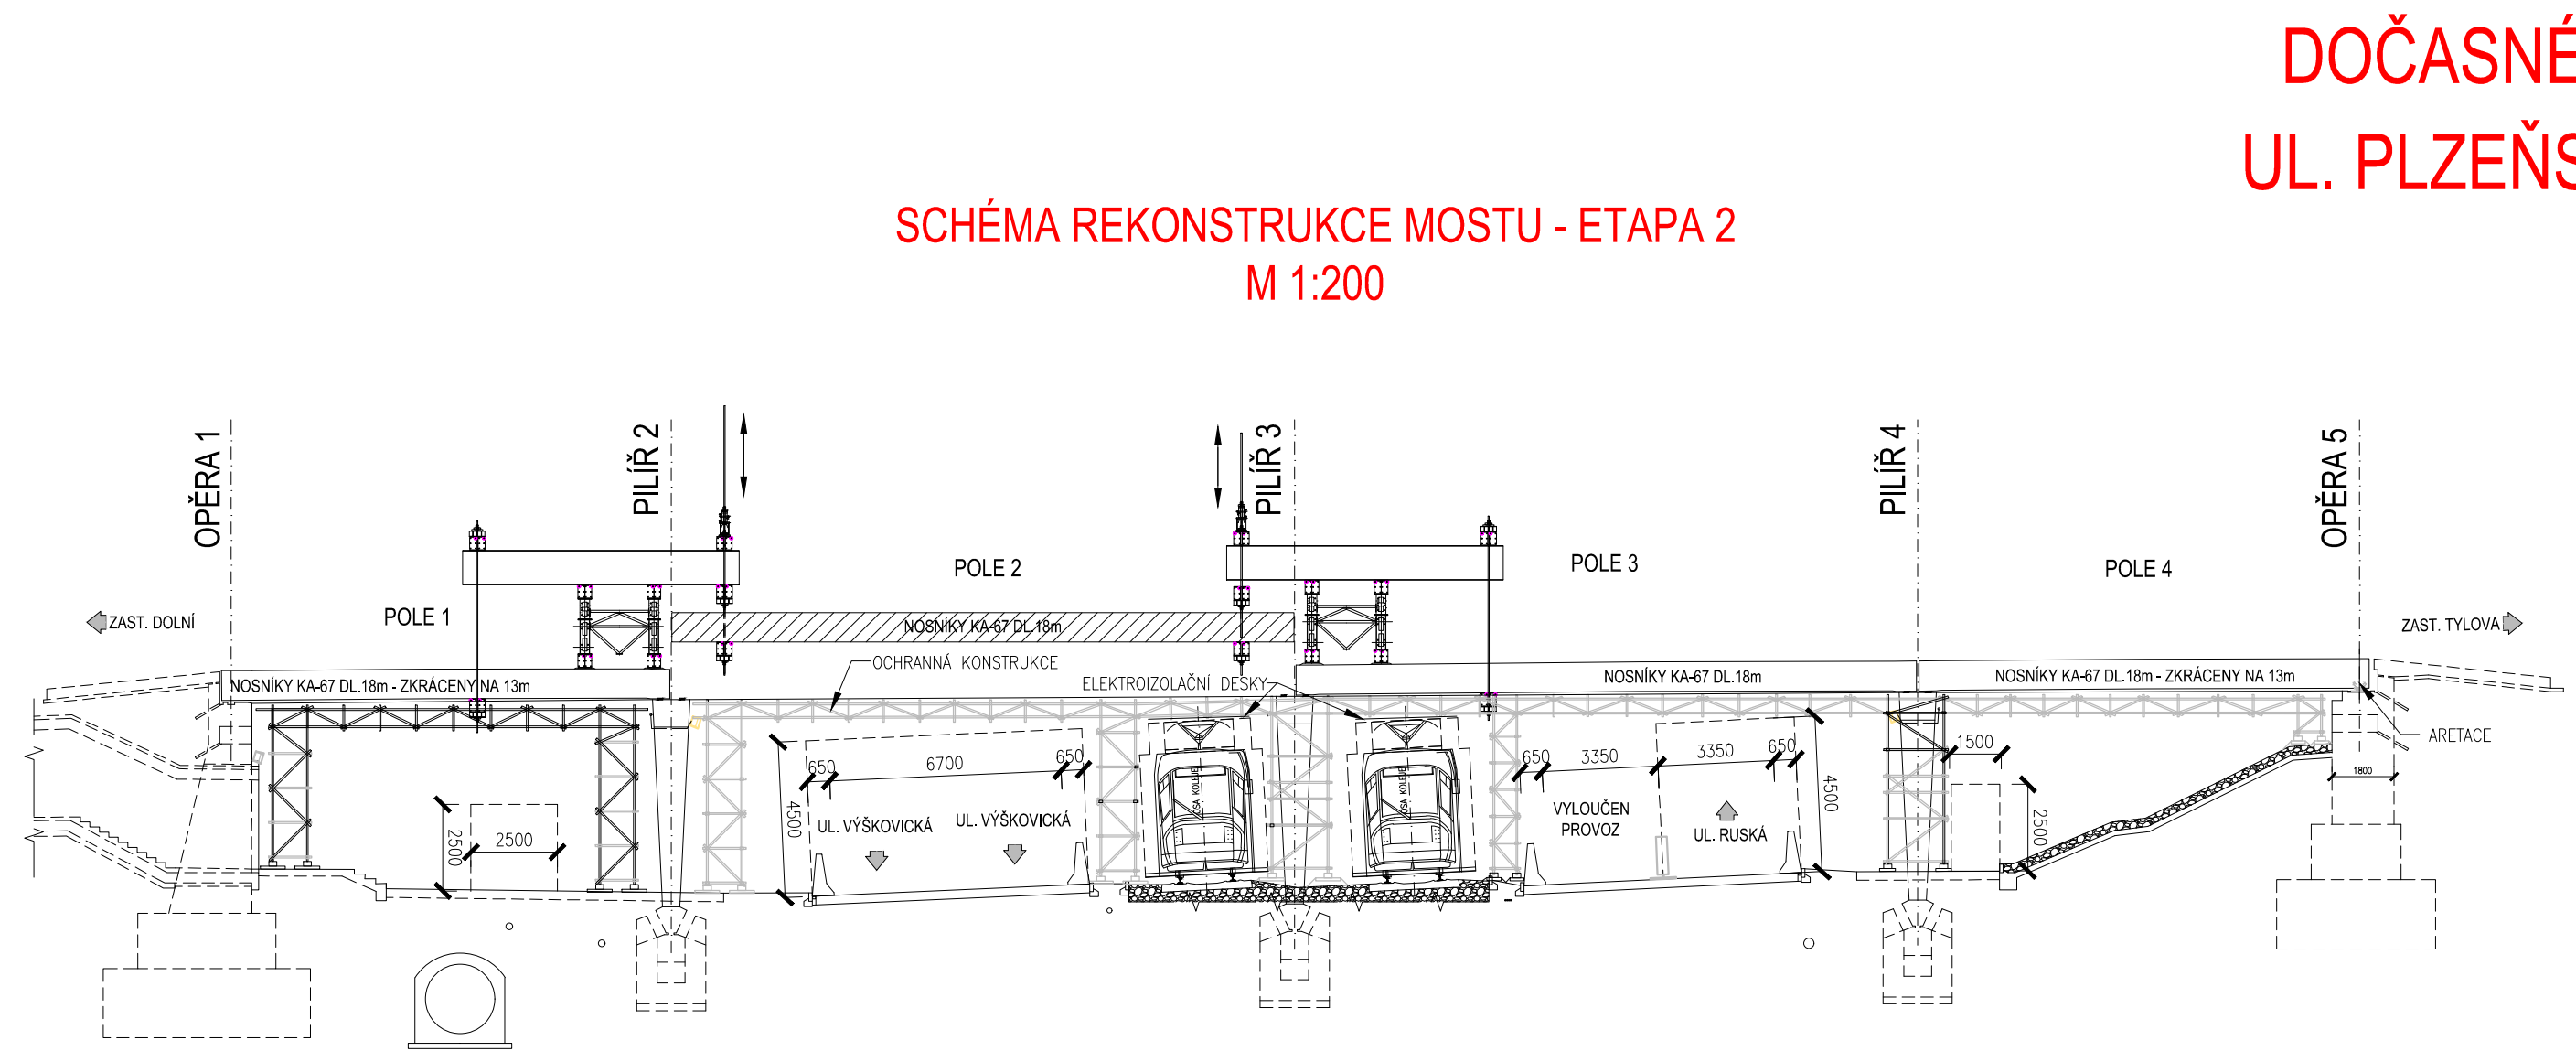 DOČASNÉ
UL. PLZEŇS
SCHÉMA REKONSTRUKCE MOSTU - ETAPA 2
M 1:200
OPĚRA 1
PILÍŘ 2
PILÍŘ 3
PILÍŘ 4
OPĚRA 5
POLE 1
POLE 2
POLE 3
POLE 4
ZAST. DOLNÍ
ZAST. TYLOVA
NOSNÍKY KA-67 DL.18m
OCHRANNÁ KONSTRUKCE
ELEKTROIZOLAČNÍ DESKY
NOSNÍKY KA-67 DL.18m - ZKRÁCENY NA 13m
NOSNÍKY KA-67 DL.18m
NOSNÍKY KA-67 DL.18m - ZKRÁCENY NA 13m
ARETACE
650
6700
650
4500
UL. VÝŠKOVICKÁ
UL. VÝŠKOVICKÁ
OSA KOLEJE
OSA KOLEJE
650
3350
3350
650
4500
VYLOUČEN
PROVOZ
UL. RUSKÁ
1500
2500
1800
2500
2500